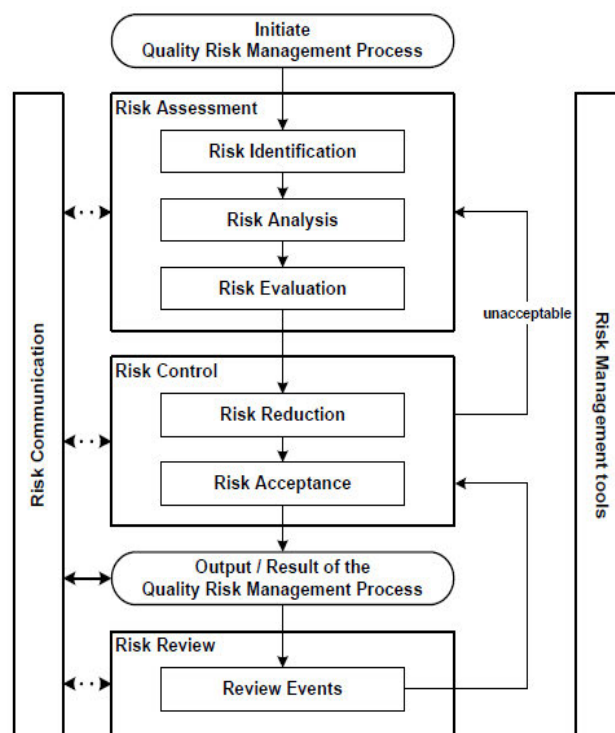 Initiate
Quality Risk Management Process
Risk Assessment
Risk Identification
Risk Analysis
Risk Evaluation
unacceptable
Risk Control
Risk Reduction
Risk Acceptance
Output / Result of the
Quality Risk Management Process
Risk Review
Review Events
Risk Communication
Risk Management tools